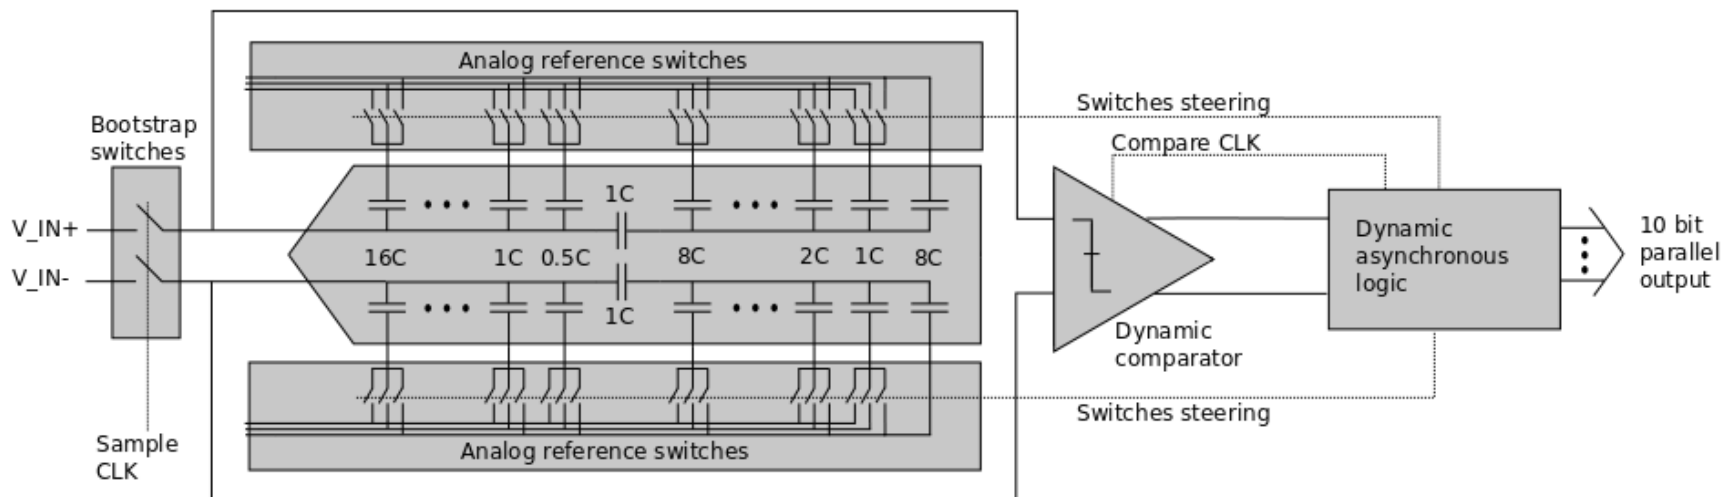 Analog reference switches
Switches steering
Bootstrap
switches
Compare CLK
1C
V_IN+
16C
1C
0.5C
8C
2C
1C
8C
V_IN-
Dynamic
asynchronous
logic
10 bit
parallel
output
1C
Dynamic
comparator
Switches steering
Sample
CLK
Analog reference switches